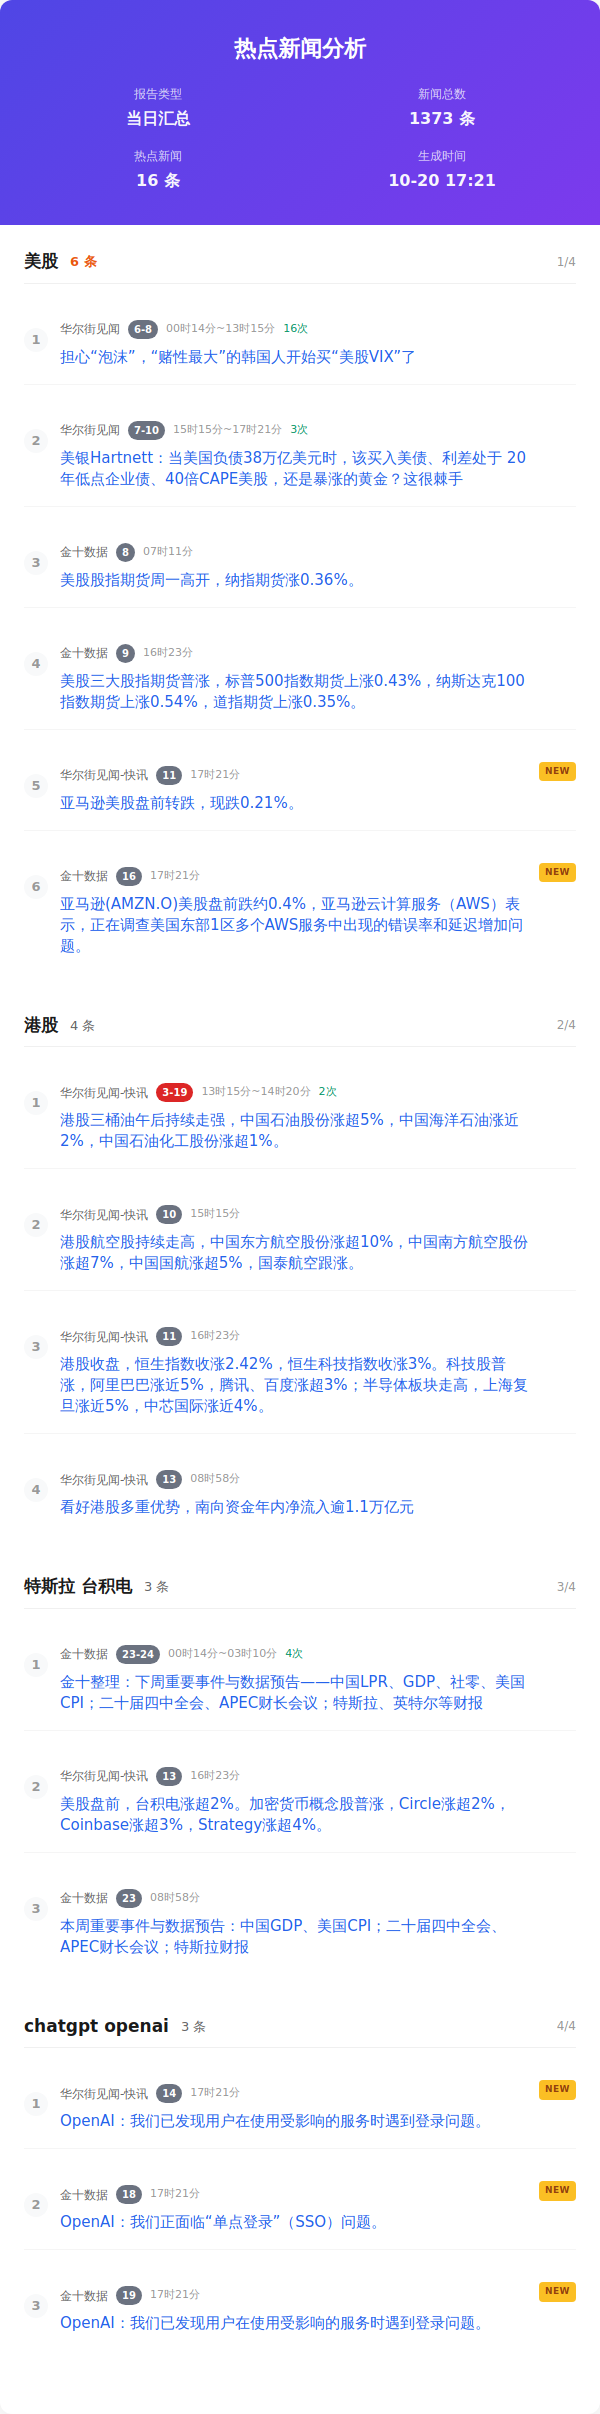 热点新闻分析
报告类型
新闻总数
当日汇总
1373 条
热点新闻
生成时间
16 条
10-20 17:21
美股 6 条 1/4
1
华尔街见闻 6-8 00时14分~13时15分 16次
担心“泡沫”，“赌性最大”的韩国人开始买“美股VIX”了
2
华尔街见闻 7-10 15时15分~17时21分 3次
美银Hartnett：当美国负债38万亿美元时，该买入美债、利差处于 20
年低点企业债、40倍CAPE美股，还是暴涨的黄金？这很棘手
3
金十数据 8 07时11分
美股股指期货周一高开，纳指期货涨0.36%。
4
金十数据 9 16时23分
美股三大股指期货普涨，标普500指数期货上涨0.43%，纳斯达克100
指数期货上涨0.54%，道指期货上涨0.35%。
5
华尔街见闻-快讯 11 17时21分 NEW
亚马逊美股盘前转跌，现跌0.21%。
6
金十数据 16 17时21分 NEW
亚马逊(AMZN.O)美股盘前跌约0.4%，亚马逊云计算服务（AWS）表
示，正在调查美国东部1区多个AWS服务中出现的错误率和延迟增加问
题。
港股 4 条 2/4
1
华尔街见闻-快讯 3-19 13时15分~14时20分 2次
港股三桶油午后持续走强，中国石油股份涨超5%，中国海洋石油涨近
2%，中国石油化工股份涨超1%。
2
华尔街见闻-快讯 10 15时15分
港股航空股持续走高，中国东方航空股份涨超10%，中国南方航空股份
涨超7%，中国国航涨超5%，国泰航空跟涨。
3
华尔街见闻-快讯 11 16时23分
港股收盘，恒生指数收涨2.42%，恒生科技指数收涨3%。科技股普
涨，阿里巴巴涨近5%，腾讯、百度涨超3%；半导体板块走高，上海复
旦涨近5%，中芯国际涨近4%。
4
华尔街见闻-快讯 13 08时58分
看好港股多重优势，南向资金年内净流入逾1.1万亿元
特斯拉 台积电 3 条 3/4
1
金十数据 23-24 00时14分~03时10分 4次
金十整理：下周重要事件与数据预告——中国LPR、GDP、社零、美国
CPI；二十届四中全会、APEC财长会议；特斯拉、英特尔等财报
2
华尔街见闻-快讯 13 16时23分
美股盘前，台积电涨超2%。加密货币概念股普涨，Circle涨超2%，
Coinbase涨超3%，Strategy涨超4%。
3
金十数据 23 08时58分
本周重要事件与数据预告：中国GDP、美国CPI；二十届四中全会、
APEC财长会议；特斯拉财报
chatgpt openai 3 条 4/4
1
华尔街见闻-快讯 14 17时21分 NEW
OpenAI：我们已发现用户在使用受影响的服务时遇到登录问题。
2
金十数据 18 17时21分 NEW
OpenAI：我们正面临“单点登录”（SSO）问题。
3
金十数据 19 17时21分 NEW
OpenAI：我们已发现用户在使用受影响的服务时遇到登录问题。